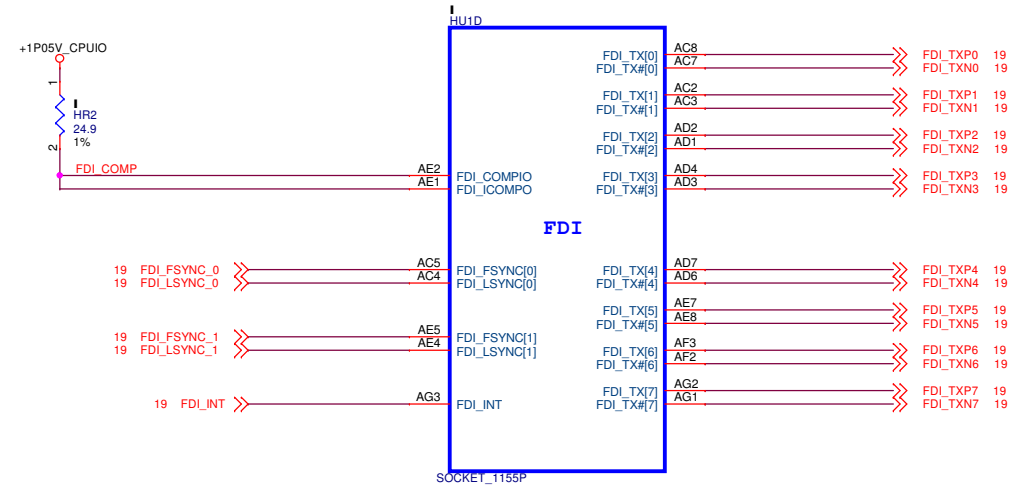 HU1D
+1P05V_CPUIO
1
HR2
24.9
1%
2
FDI_COMP
AE2 FDI_COMPIO
AE1 FDI_ICOMPO
FDI
19 FDI_FSYNC_0 AC5 FDI_FSYNC[0]
19 FDI_LSYNC_0 AC4 FDI_LSYNC[0]
19 FDI_FSYNC_1 AE5 FDI_FSYNC[1]
19 FDI_LSYNC_1 AE4 FDI_LSYNC[1]
19 FDI_INT AG3 FDI_INT
FDI_TX[0] AC8 FDI_TXP0 19
FDI_TX#[0] AC7 FDI_TXN0 19
FDI_TX[1] AC2 FDI_TXP1 19
FDI_TX#[1] AC3 FDI_TXN1 19
FDI_TX[2] AD2 FDI_TXP2 19
FDI_TX#[2] AD1 FDI_TXN2 19
FDI_TX[3] AD4 FDI_TXP3 19
FDI_TX#[3] AD3 FDI_TXN3 19
FDI_TX[4] AD7 FDI_TXP4 19
FDI_TX#[4] AD6 FDI_TXN4 19
FDI_TX[5] AE7 FDI_TXP5 19
FDI_TX#[5] AE8 FDI_TXN5 19
FDI_TX[6] AF3 FDI_TXP6 19
FDI_TX#[6] AF2 FDI_TXN6 19
FDI_TX[7] AG2 FDI_TXP7 19
FDI_TX#[7] AG1 FDI_TXN7 19
SOCKET_1155P